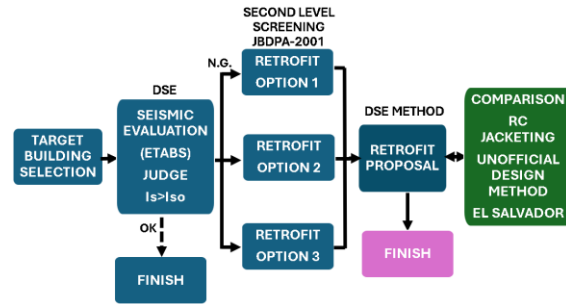 SECOND LEVEL
SCREENING
JBDPA-2001
N.G.
RETROFIT
OPTION 1
DSE
SEISMIC
EVALUATION
(ETABS)
JUDGE
Is>Iso
TARGET
BUILDING
SELECTION
RETROFIT
OPTION 2
DSE METHOD
RETROFIT
PROPOSAL
COMPARISON
RC
JACKETING
UNOFFICIAL
DESIGN
METHOD
EL SALVADOR
OK
FINISH
RETROFIT
OPTION 3
FINISH